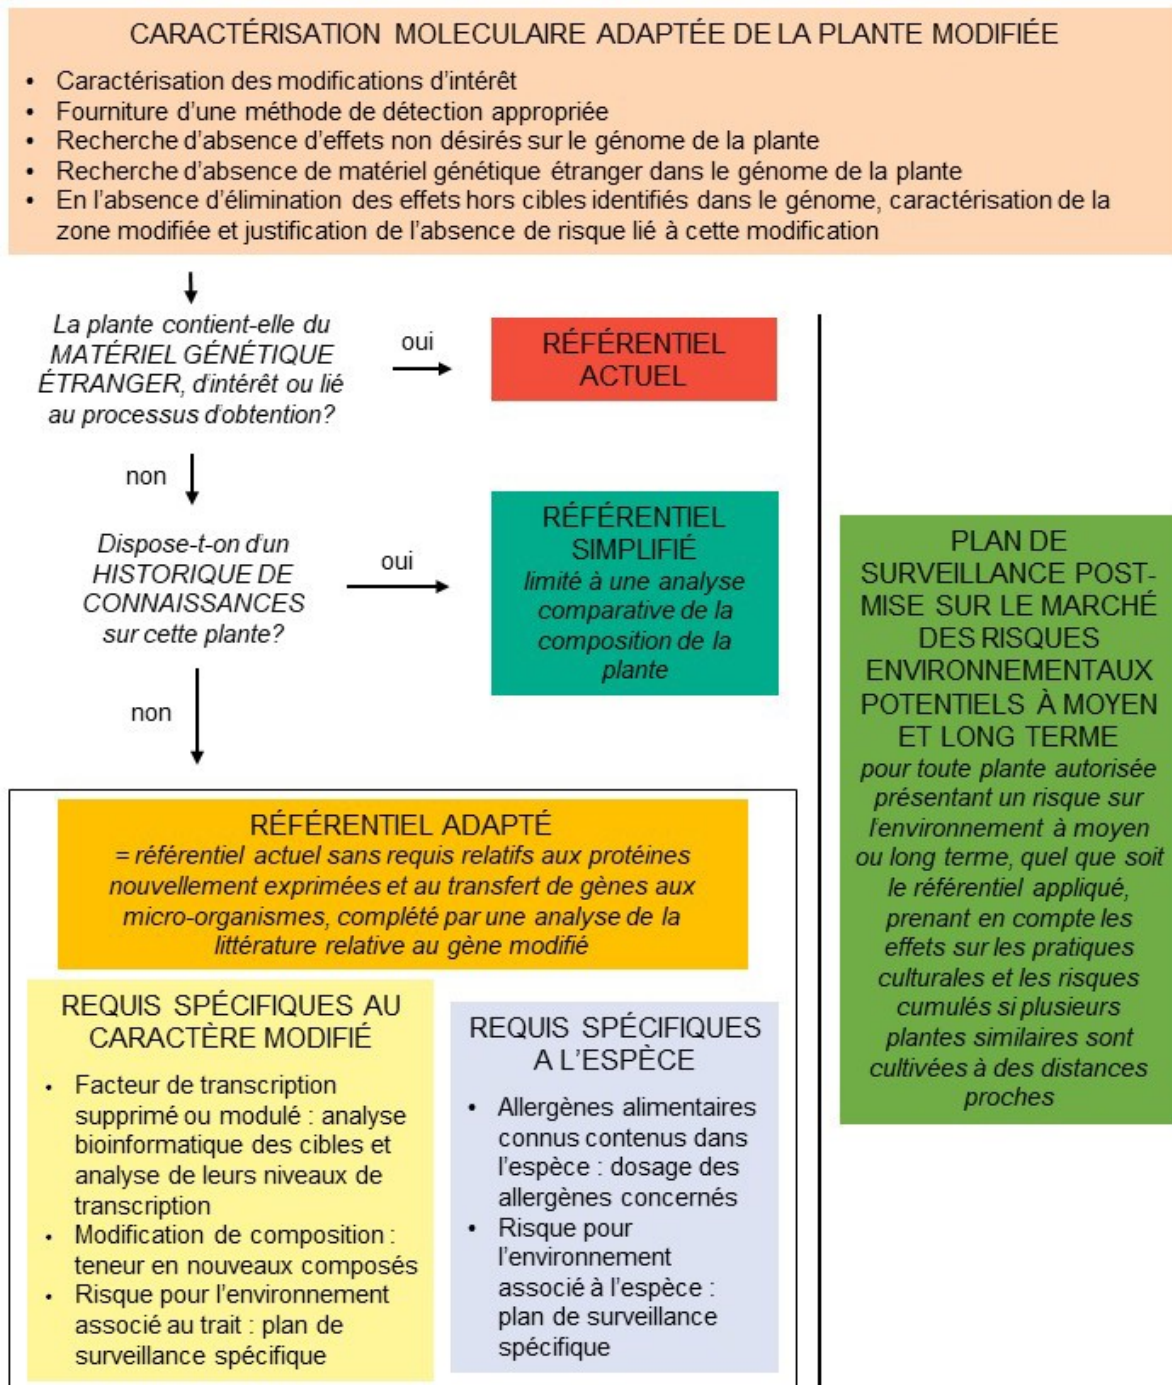 CARACTÉRISATION MOLECULAIRE ADAPTÉE DE LA PLANTE MODIFIÉE
• Caractérisation des modifications d'intérêt
• Fourniture d'une méthode de détection appropriée
• Recherche d'absence d'effets non désirés sur le génome de la plante
• Recherche d'absence de matériel génétique étranger dans le génome de la plante
• En l'absence d'élimination des effets hors cibles identifiés dans le génome, caractérisation de la
zone modifiée et justification de l'absence de risque lié à cette modification
La plante contient-elle du
MATÉRIEL GÉNÉTIQUE
ÉTRANGER, d'intérêt ou lié
au processus d'obtention?
oui
RÉFÉRENTIEL
ACTUEL
non
Dispose-t-on d'un
HISTORIQUE DE
CONNAISSANCES
sur cette plante?
oui
RÉFÉRENTIEL
SIMPLIFIÉ
limité à une analyse
comparative de la
composition de la
plante
non
RÉFÉRENTIEL ADAPTÉ
= référentiel actuel sans requis relatifs aux protéines
nouvellement exprimées et au transfert de gènes aux
micro-organismes, complété par une analyse de la
littérature relative au gène modifié
REQUIS SPÉCIFIQUES AU
CARACTÈRE MODIFIÉ
• Facteur de transcription
supprimé ou modulé : analyse
bioinformatique des cibles et
analyse de leurs niveaux de
transcription
• Modification de composition :
teneur en nouveaux composés
• Risque pour l'environnement
associé au trait : plan de
surveillance spécifique
REQUIS SPÉCIFIQUES
A L'ESPÈCE
• Allergènes alimentaires
connus contenus dans
l'espèce : dosage des
allergènes concernés
• Risque pour
l'environnement
associé à l'espèce :
plan de surveillance
spécifique
PLAN DE
SURVEILLANCE POST-
MISE SUR LE MARCHÉ
DES RISQUES
ENVIRONNEMENTAUX
POTENTIELS À MOYEN
ET LONG TERME
pour toute plante autorisée
présentant un risque sur
l'environnement à moyen
ou long terme, quel que soit
le référentiel appliqué,
prenant en compte les
effets sur les pratiques
culturales et les risques
cumulés si plusieurs
plantes similaires sont
cultivées à des distances
proches